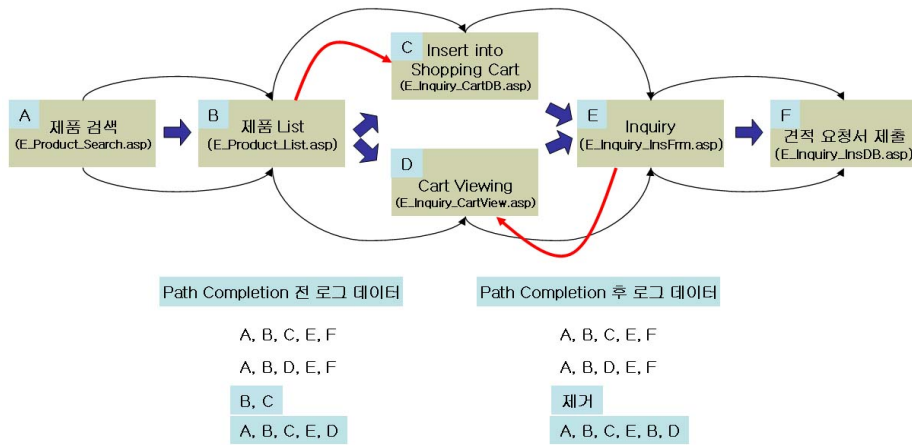 C
Insert into
Shopping Cart
(E_Inquiry_CartDB.asp)
A
제품 검색
(E_Product_Search.asp)
B
제품 List
(E_Product_List.asp)
E
Inquiry
(E_Inquiry_InsFrm.asp)
F
견적 요청서 제출
(E_Inquiry_InsDB.asp)
D
Cart Viewing
(E_Inquiry_CartView.asp)
Path Completion 전 로그 데이터
A, B, C, E, F
A, B, D, E, F
B, C
A, B, C, E, D
Path Completion 후 로그 데이터
A, B, C, E, F
A, B, D, E, F
제거
A, B, C, E, B, D